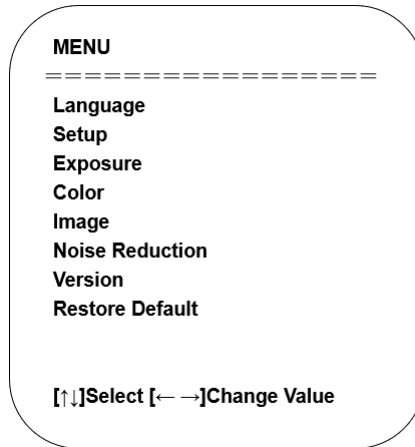 MENU
=================
Language
Setup
Exposure
Color
Image
Noise Reduction
Version
Restore Default
[↑↓]Select [← →]Change Value